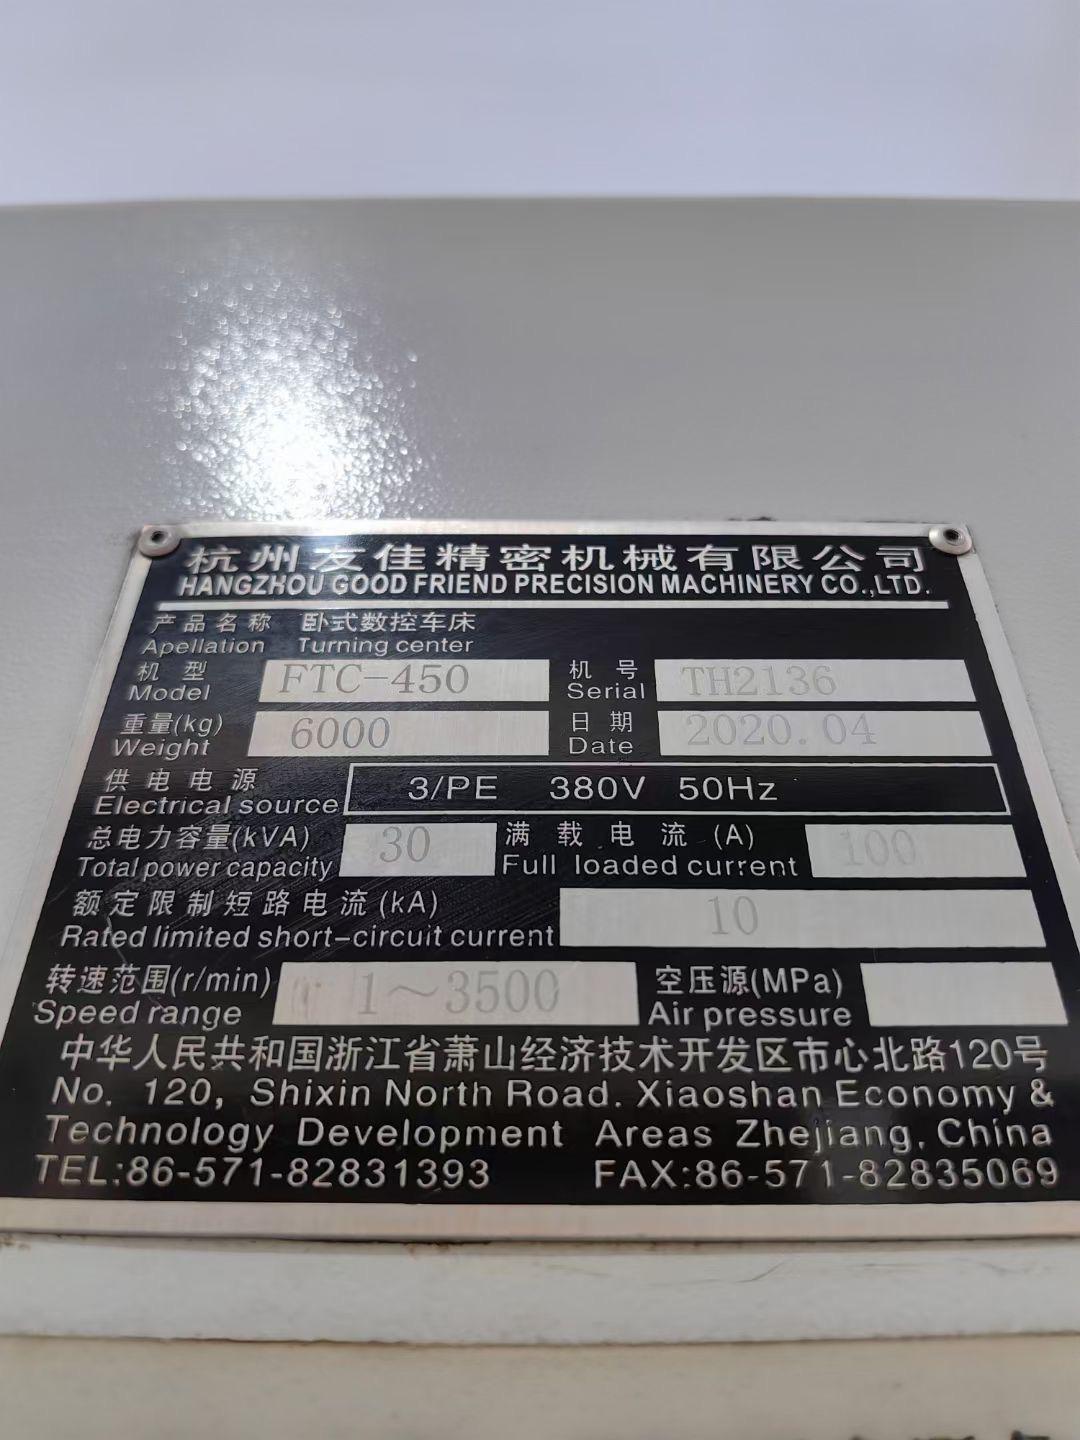 杭州友佳精密机械有限公司
HANGZHOU GOOD FRIEND PRECISION MACHINERY CO.,LTD.
产品名称 卧式数控车床
Apellation Turning center
机型 FTC-450 机号 TH2136
Model Serial
重量(kg) 6000 日期 2020.04
Weight Date
供电电源 3/PE 380V 50Hz
Electrical source
总电力容量(kVA) 30 满载电流(A) 100
Total power capacity Full loaded current
额定限制短路电流(kA) 10
Rated limited short-circuit current
转速范围(r/min) 1~3500 空压源(MPa)
Speed range Air pressure
中华人民共和国浙江省萧山经济技术开发区市心北路120号
No. 120, Shixin North Road. Xiaoshan Economy &
Technology Development Areas Zhejiang, China
TEL:86-571-82831393 FAX:86-571-82835069